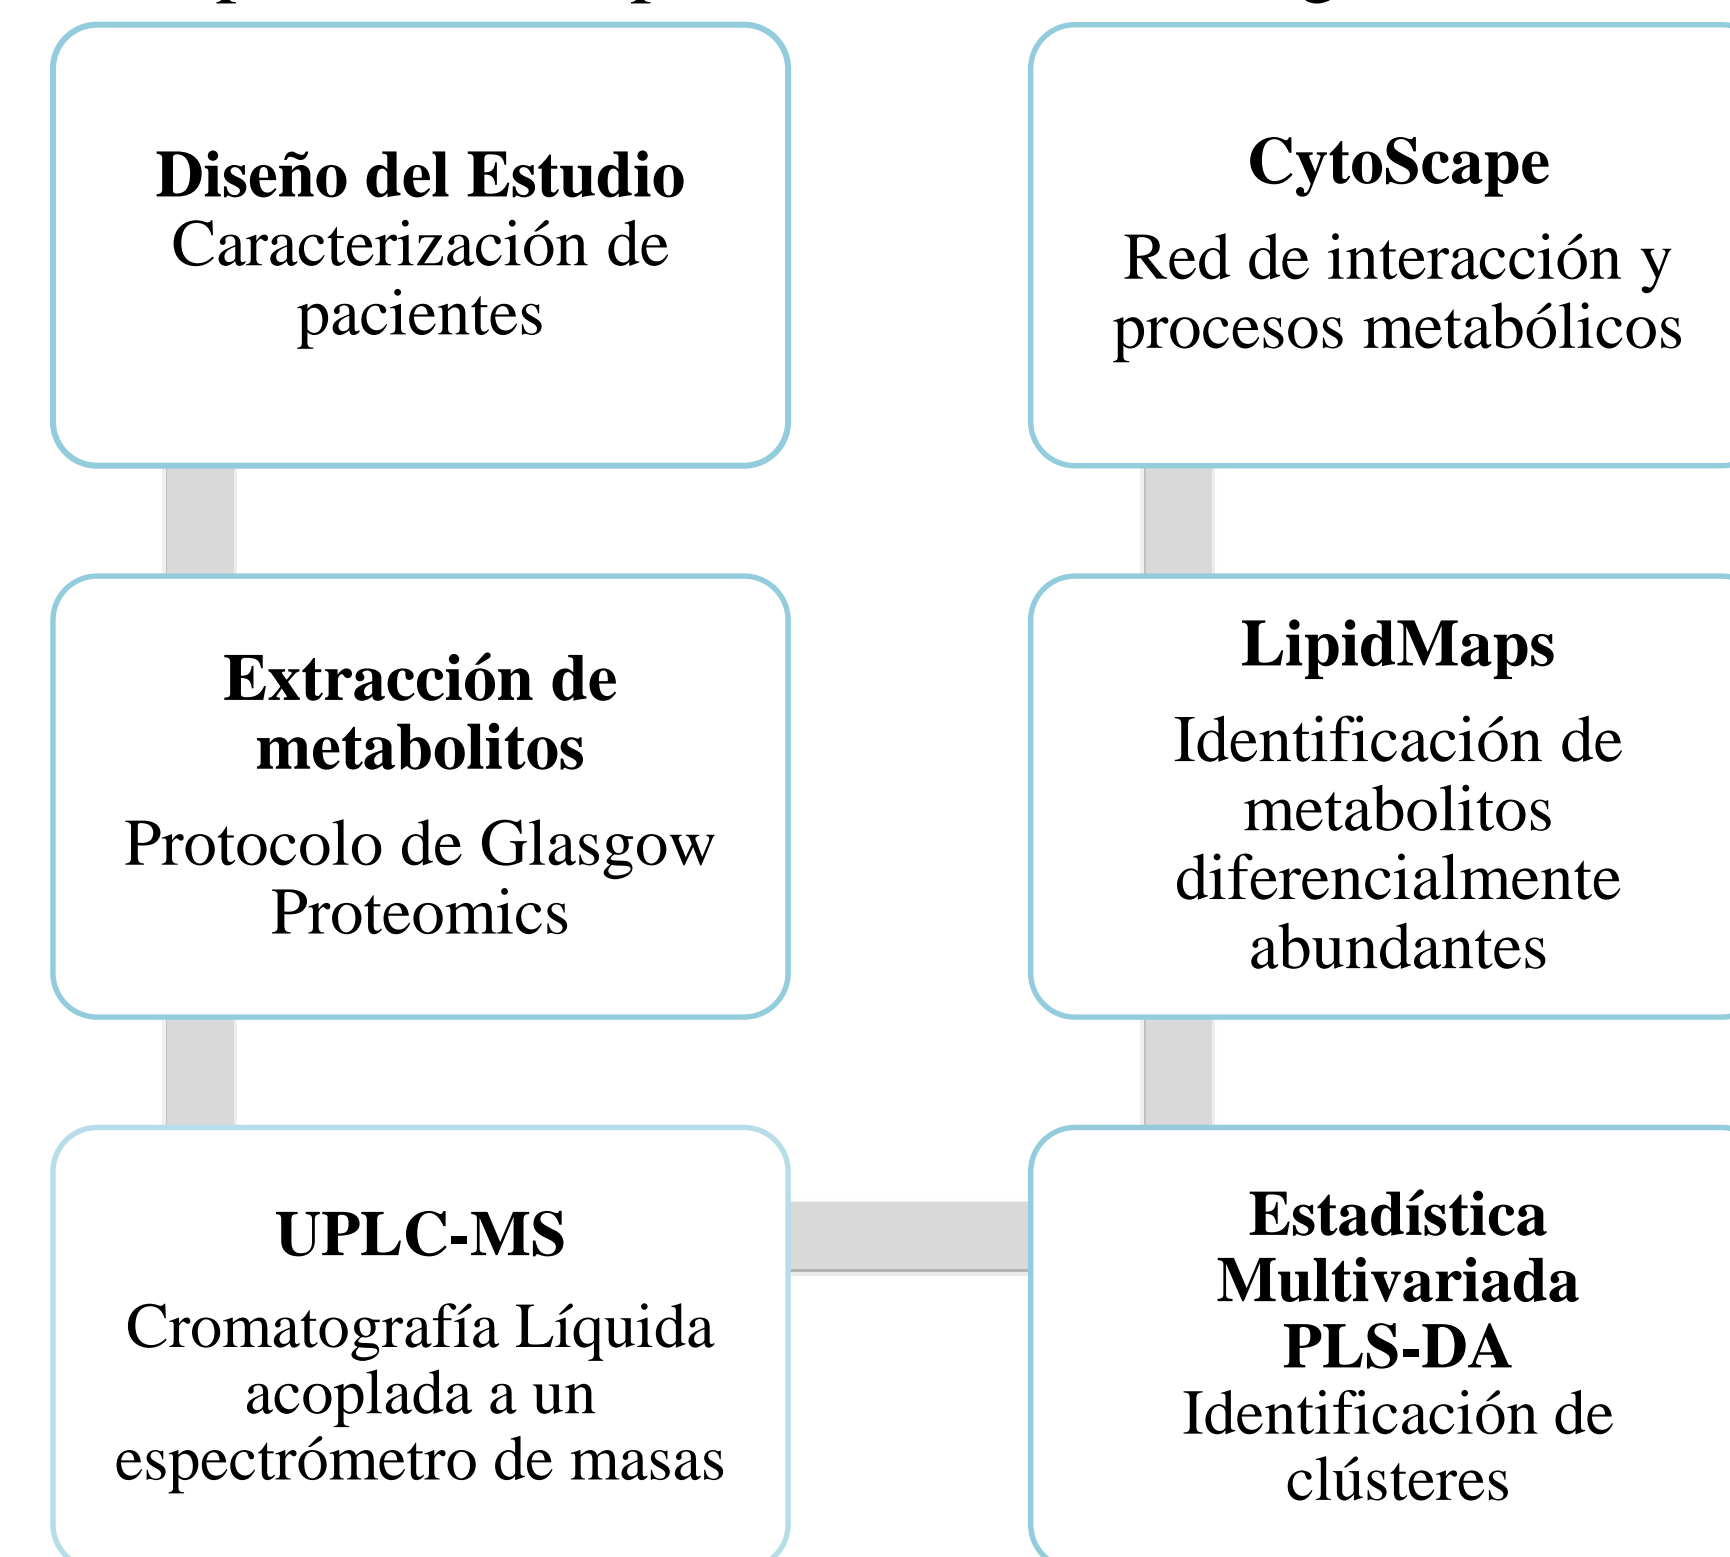 Diseño del Estudio
Caracterización de
pacientes
Extracción de
metabolitos
Protocolo de Glasgow
Proteomics
UPLC-MS
Cromatografía Líquida
acoplada a un
espectrómetro de masas
Estadística
Multivariada
PLS-DA
Identificación de
clústeres
LipidMaps
Identificación de
metabolitos
diferencialmente
abundantes
CytoScape
Red de interacción y
procesos metabólicos